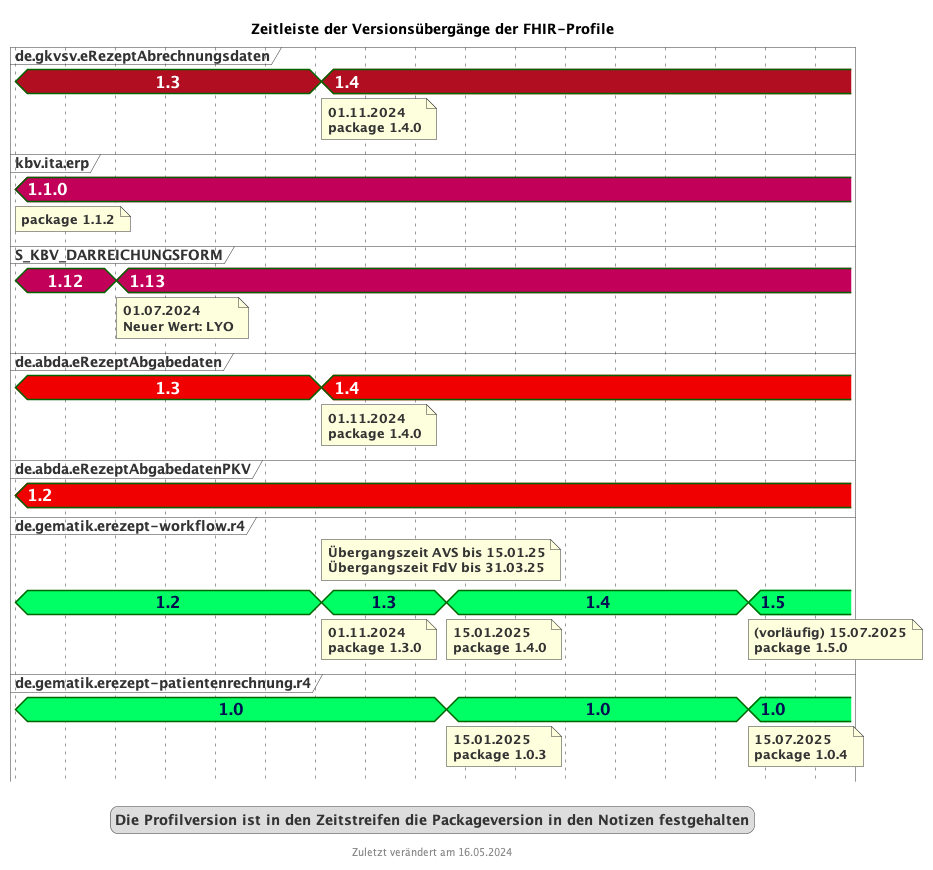 Zeitleiste der Versionsübergänge der FHIR-Profile
de.gkvsv.eRezeptAbrechnungsdaten
1.3
1.4
01.11.2024
package 1.4.0
kbv.ita.erp
1.1.0
package 1.1.2
S_KBV_DARREICHUNGSFORM
1.12
1.13
01.07.2024
Neuer Wert: LYO
de.abda.eRezeptAbgabedaten
1.3
1.4
01.11.2024
package 1.4.0
de.abda.eRezeptAbgabedatenPKV
1.2
de.gematik.erezept-workflow.r4
Übergangszeit AVS bis 15.01.25
Übergangszeit FdV bis 31.03.25
1.2
1.3
1.4
1.5
01.11.2024
package 1.3.0
15.01.2025
package 1.4.0
(vorläufig) 15.07.2025
package 1.5.0
de.gematik.erezept-patientenrechnung.r4
1.0
1.0
1.0
15.01.2025
package 1.0.3
15.07.2025
package 1.0.4
Die Profilversion ist in den Zeitstreifen die Packageversion in den Notizen festgehalten
Zuletzt verändert am 16.05.2024